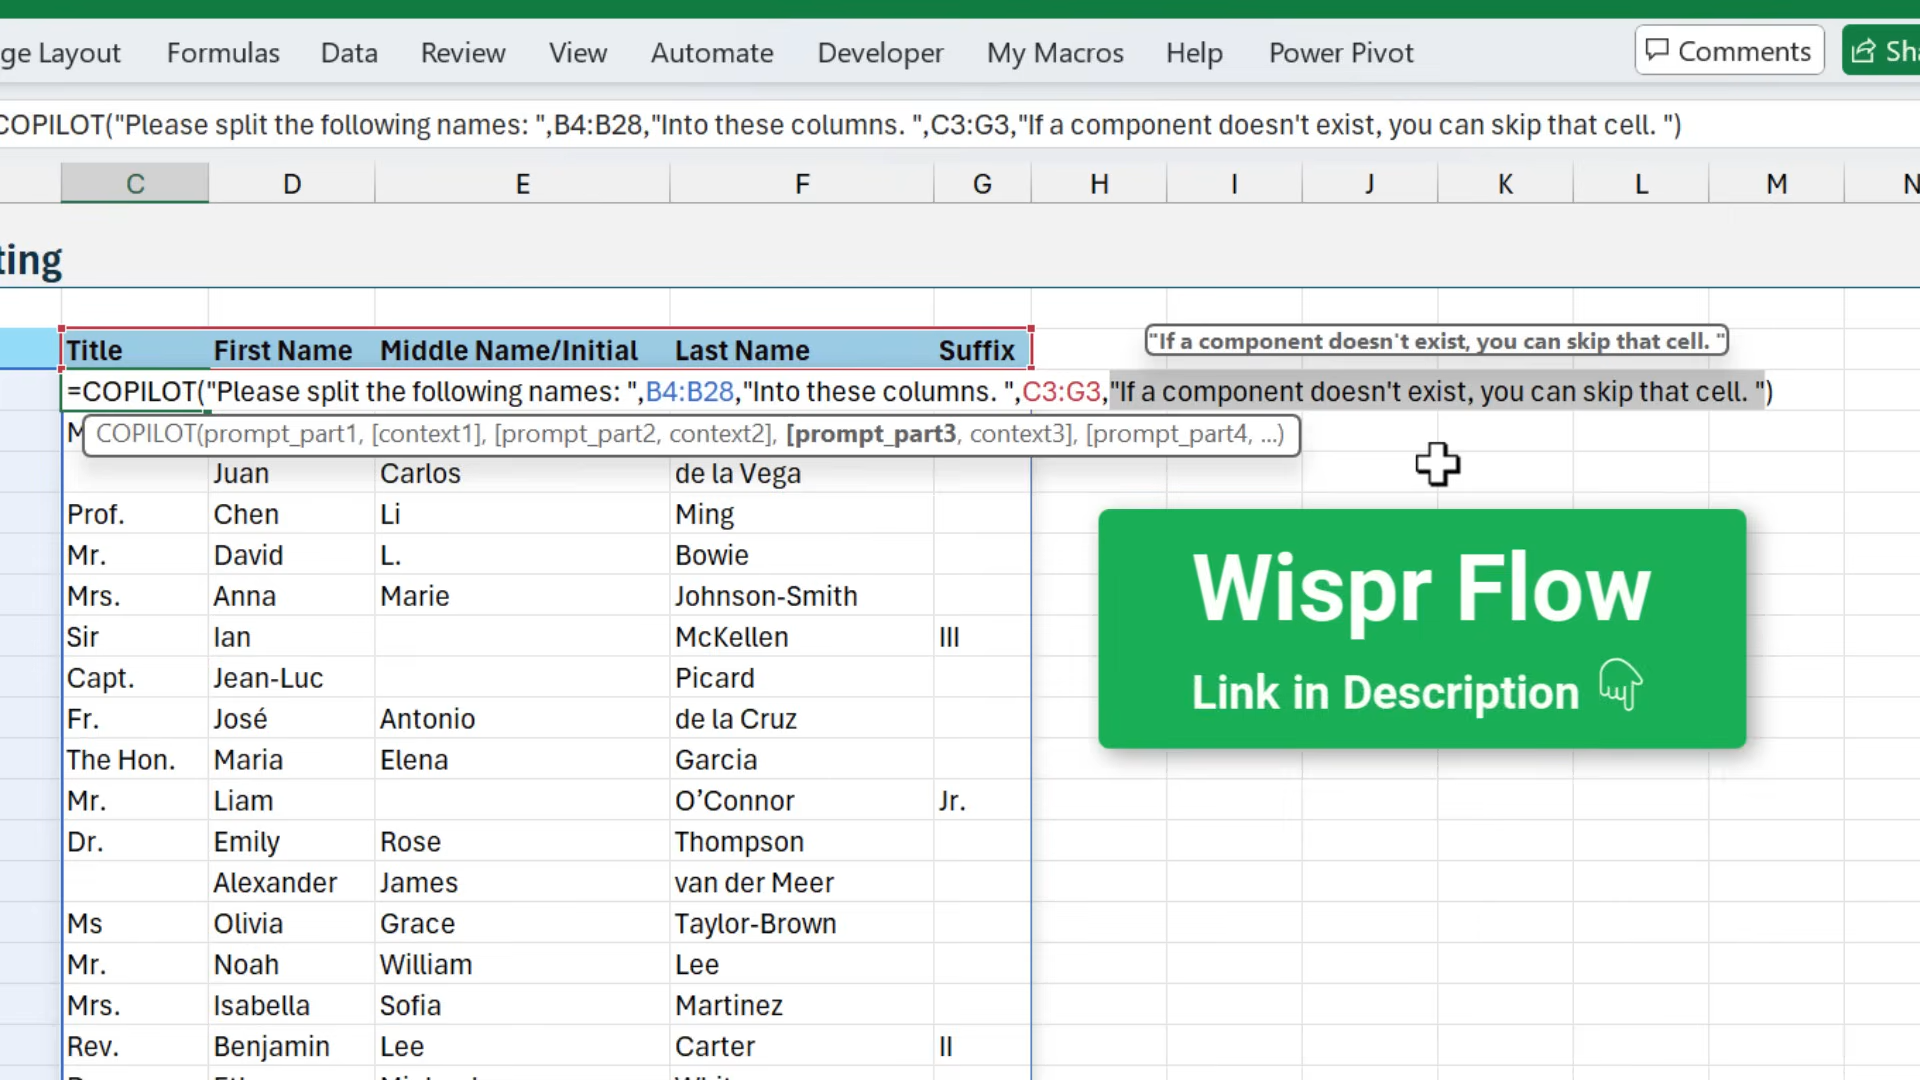 ge Layout Formulas Data Review View Automate Developer My Macros Help Power Pivot Comments Sha
COPILOT("Please split the following names: ",B4:B28,"Into these columns. ",C3:G3,"If a component doesn't exist, you can skip that cell. ")
C D E F G H I J K L M N
ting
Title First Name Middle Name/Initial Last Name Suffix
"If a component doesn't exist, you can skip that cell. "
=COPILOT("Please split the following names: ",B4:B28,"Into these columns. ",C3:G3,"If a component doesn't exist, you can skip that cell. ")
M
COPILOT(prompt_part1, [context1], [prompt_part2, context2], [prompt_part3, context3], [prompt_part4, ...)
Juan Carlos de la Vega
Prof. Chen Li Ming
Mr. David L. Bowie
Mrs. Anna Marie Johnson-Smith
Sir Ian McKellen III
Capt. Jean-Luc Picard
Fr. José Antonio de la Cruz
The Hon. Maria Elena Garcia
Mr. Liam O’Connor Jr.
Dr. Emily Rose Thompson
Alexander James van der Meer
Ms Olivia Grace Taylor-Brown
Mr. Noah William Lee
Mrs. Isabella Sofia Martinez
Rev. Benjamin Lee Carter II
Wispr Flow
Link in Description